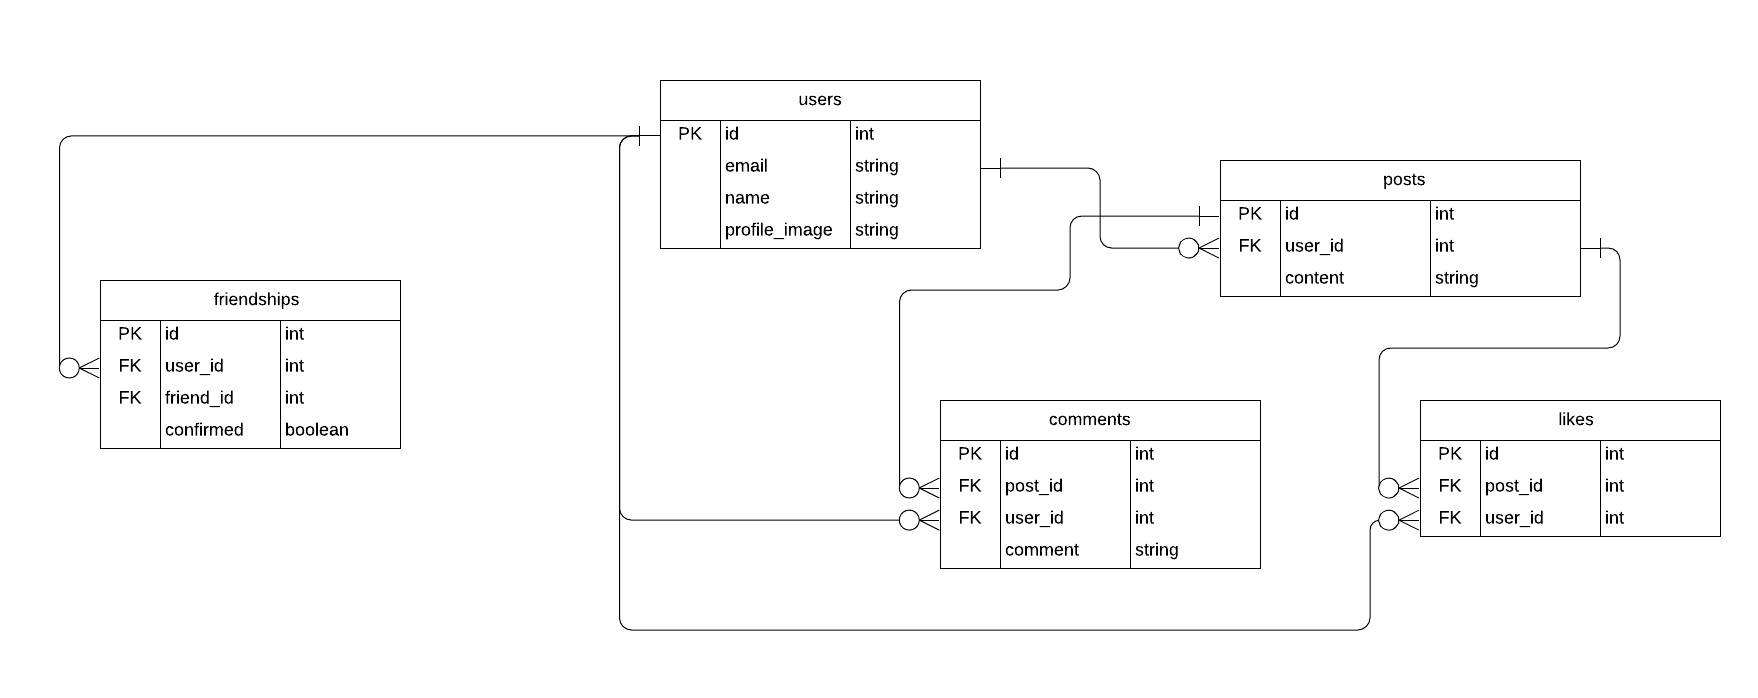 users
PK id int
email string
name string
profile_image string
posts
PK id int
FK user_id int
content string
friendships
PK id int
FK user_id int
FK friend_id int
confirmed boolean
comments
PK id int
FK post_id int
FK user_id int
comment string
likes
PK id int
FK post_id int
FK user_id int